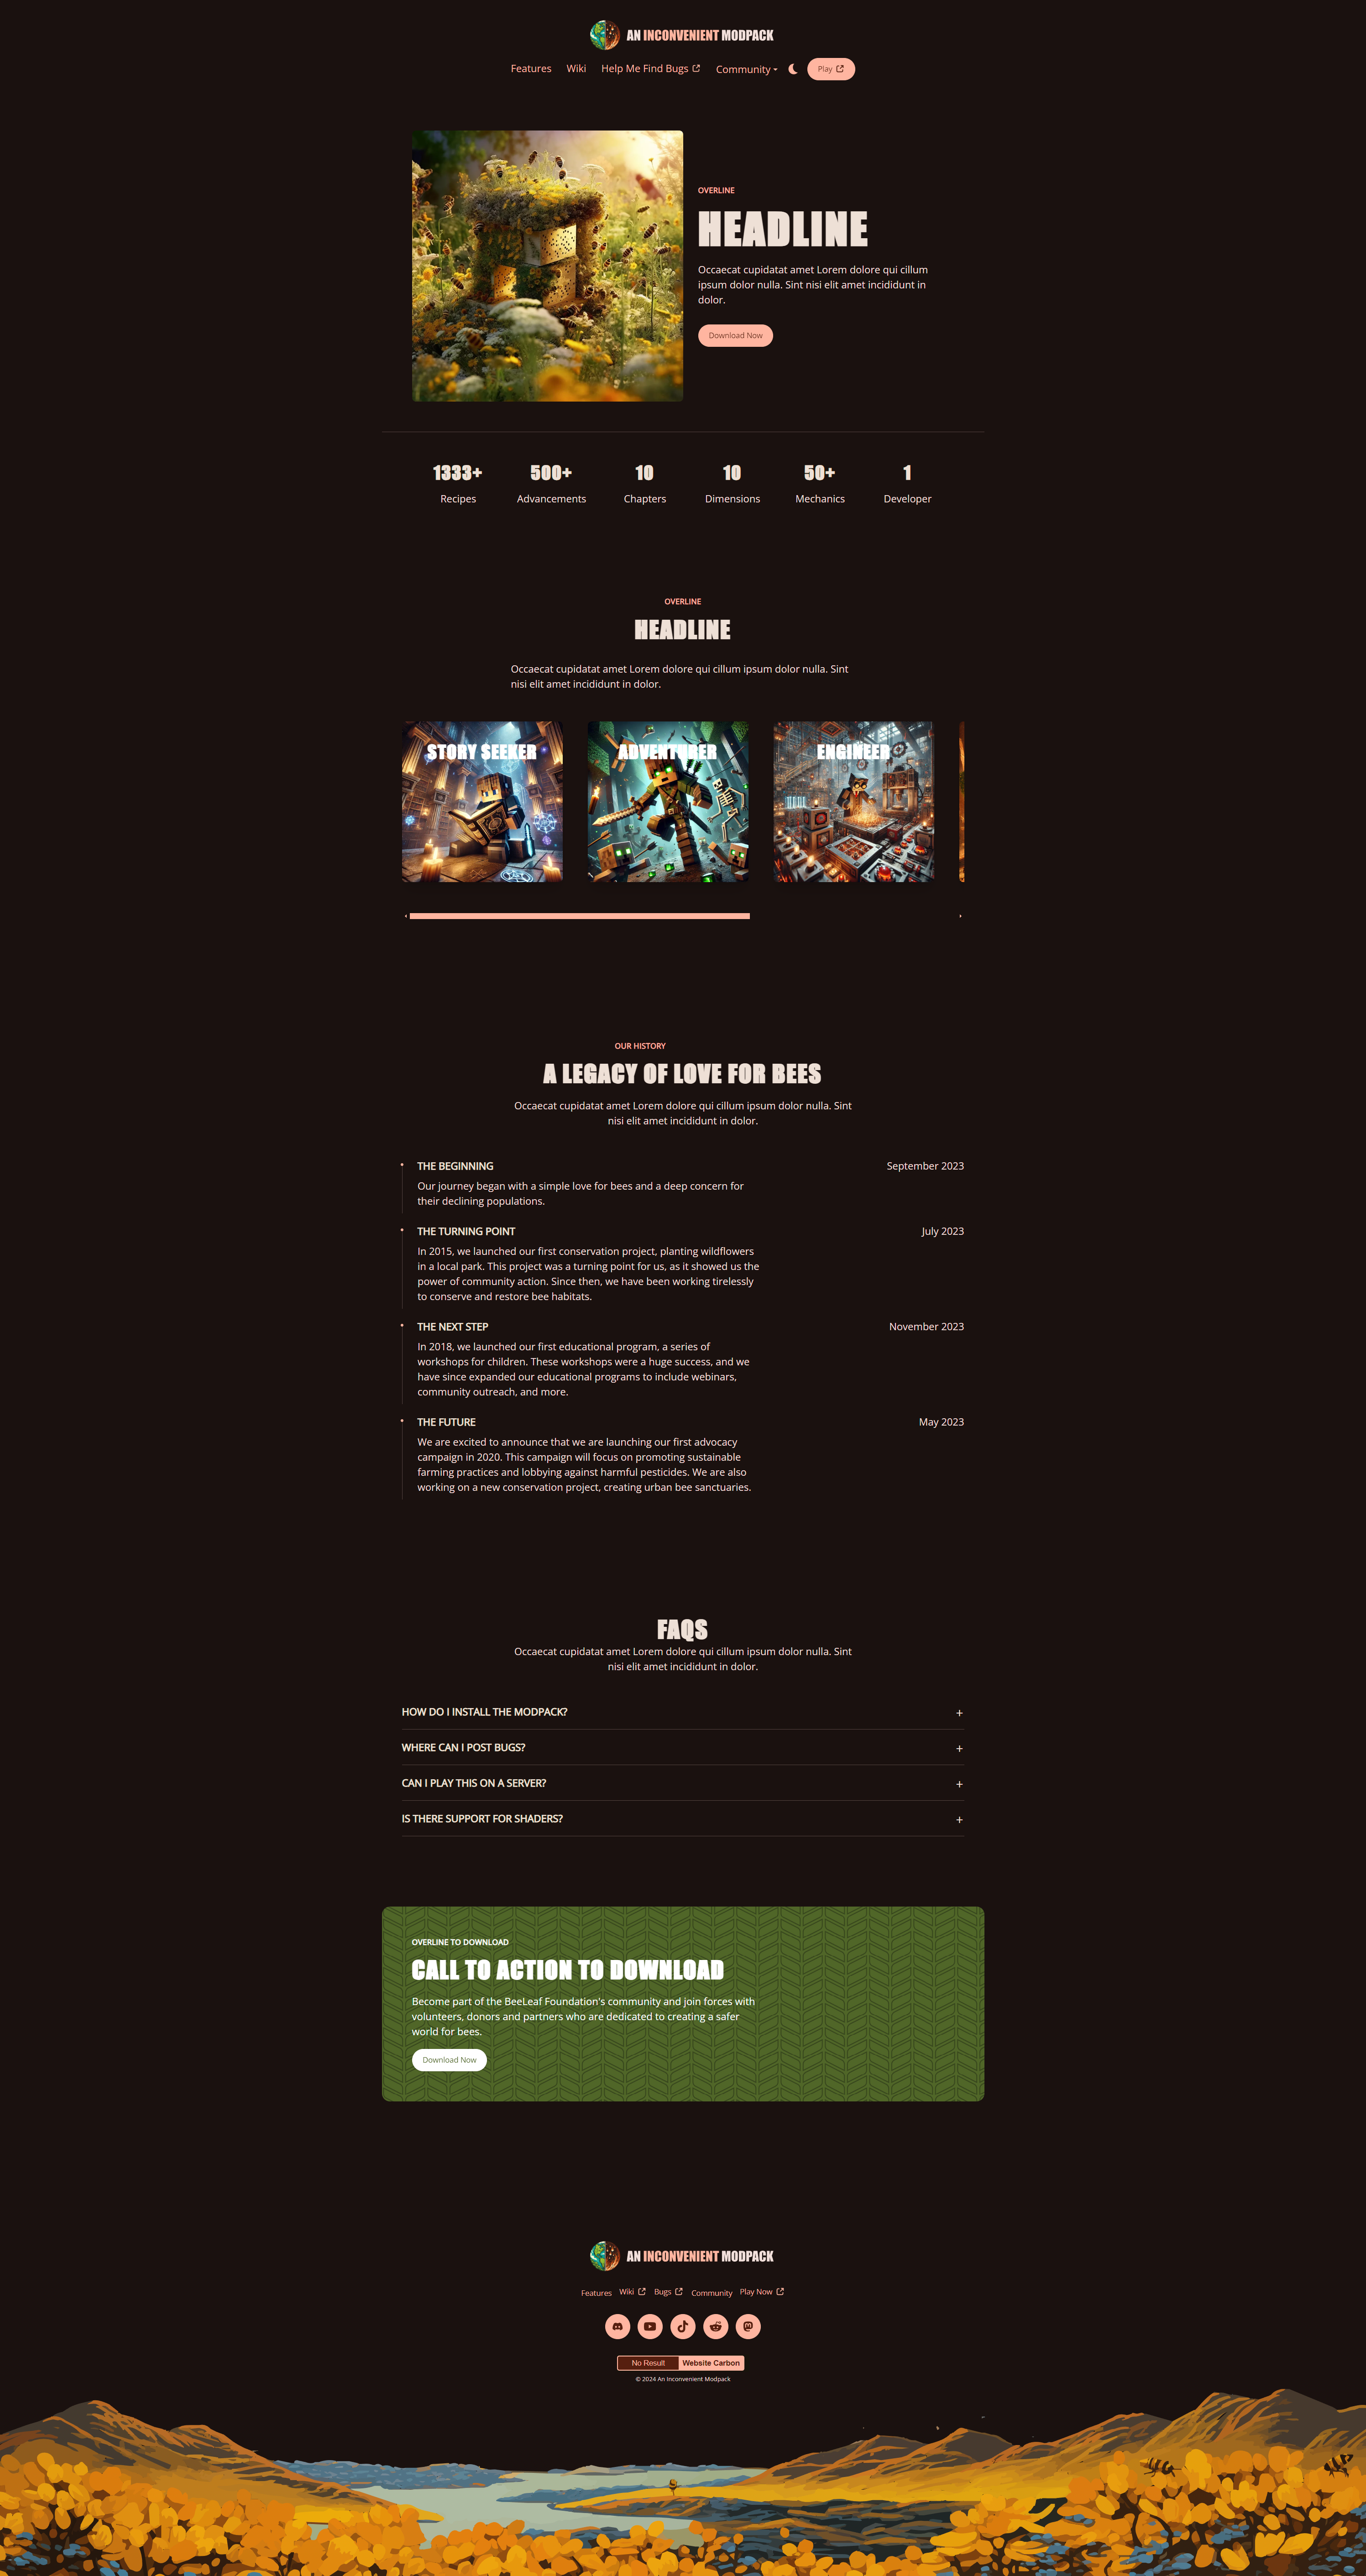 AN INCONVENIENT MODPACK
Features Wiki Help Me Find Bugs Community Play
OVERLINE
HEADLINE
Occaecat cupidatat amet Lorem dolore qui cillum
ipsum dolor nulla. Sint nisi elit amet incididunt in
dolor.
Download Now
1333+ 500+ 10 10 50+ 1
Recipes Advancements Chapters Dimensions Mechanics Developer
OVERLINE
HEADLINE
Occaecat cupidatat amet Lorem dolore qui cillum ipsum dolor nulla. Sint
nisi elit amet incididunt in dolor.
STORY SEEKER ADVENTURER ENGINEER
OUR HISTORY
A LEGACY OF LOVE FOR BEES
Occaecat cupidatat amet Lorem dolore qui cillum ipsum dolor nulla. Sint
nisi elit amet incididunt in dolor.
THE BEGINNING September 2023
Our journey began with a simple love for bees and a deep concern for
their declining populations.
THE TURNING POINT July 2023
In 2015, we launched our first conservation project, planting wildflowers
in a local park. This project was a turning point for us, as it showed us the
power of community action. Since then, we have been working tirelessly
to conserve and restore bee habitats.
THE NEXT STEP November 2023
In 2018, we launched our first educational program, a series of
workshops for children. These workshops were a huge success, and we
have since expanded our educational programs to include webinars,
community outreach, and more.
THE FUTURE May 2023
We are excited to announce that we are launching our first advocacy
campaign in 2020. This campaign will focus on promoting sustainable
farming practices and lobbying against harmful pesticides. We are also
working on a new conservation project, creating urban bee sanctuaries.
FAQS
Occaecat cupidatat amet Lorem dolore qui cillum ipsum dolor nulla. Sint
nisi elit amet incididunt in dolor.
HOW DO I INSTALL THE MODPACK? +
WHERE CAN I POST BUGS? +
CAN I PLAY THIS ON A SERVER? +
IS THERE SUPPORT FOR SHADERS? +
OVERLINE TO DOWNLOAD
CALL TO ACTION TO DOWNLOAD
Become part of the BeeLeaf Foundation's community and join forces with
volunteers, donors and partners who are dedicated to creating a safer
world for bees.
Download Now
AN INCONVENIENT MODPACK
Features Wiki Bugs Community Play Now
No Result Website Carbon
© 2024 An Inconvenient Modpack